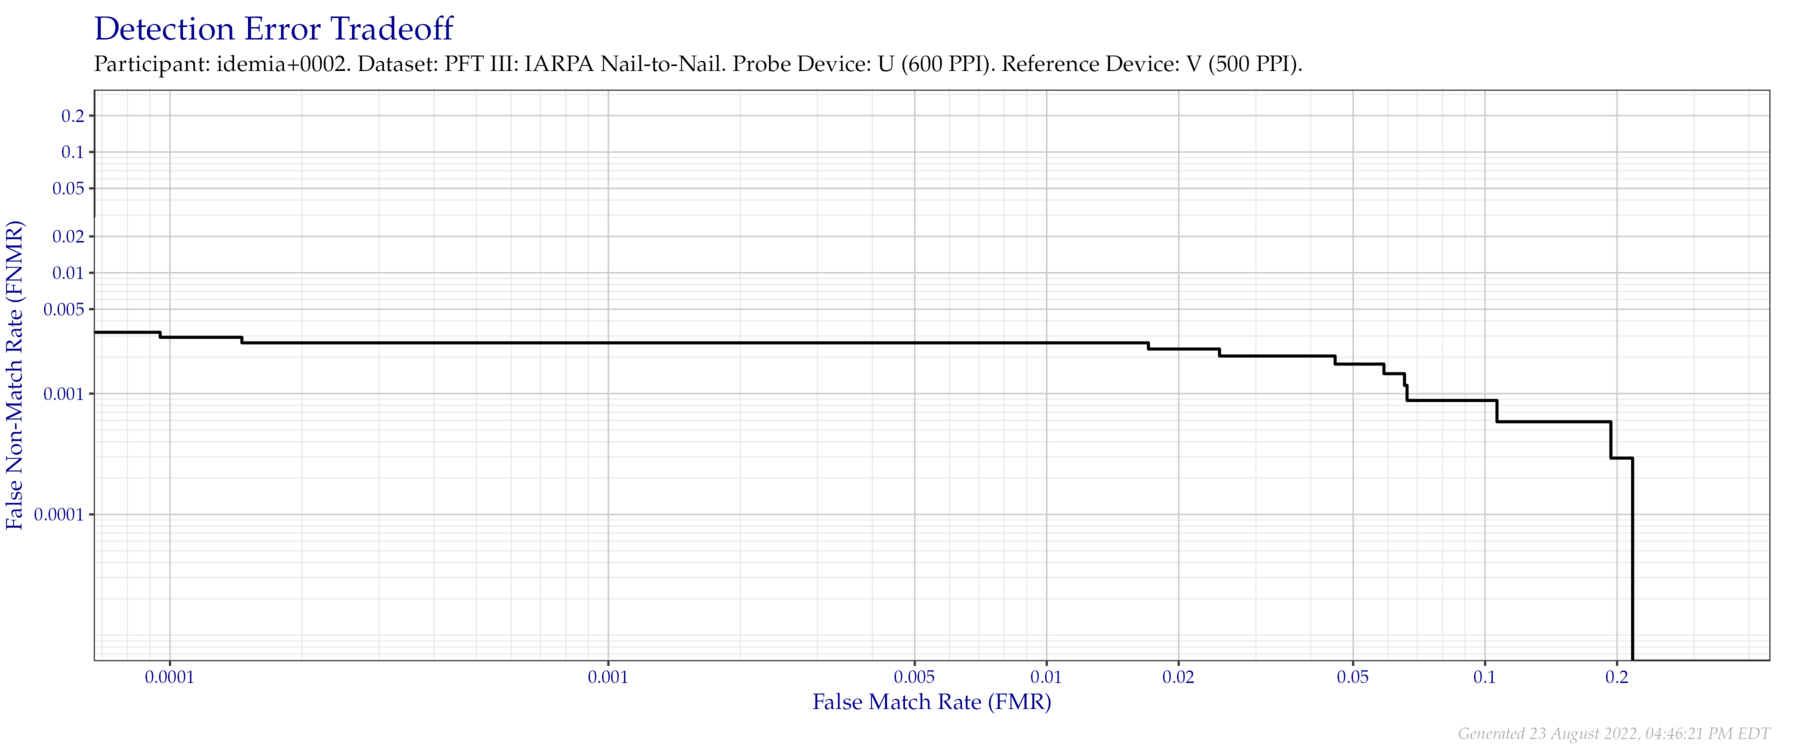 Detection Error Tradeoff
Participant: idemia+0002. Dataset: PFT III: IARPA Nail-to-Nail. Probe Device: U (600 PPI). Reference Device: V (500 PPI).
False Non-Match Rate (FNMR)
0.2
0.1
0.05
0.02
0.01
0.005
0.001
0.0001
0.0001 0.001 0.005 0.01 0.02 0.05 0.1 0.2
False Match Rate (FMR)
Generated 23 August 2022, 04:46:21 PM EDT